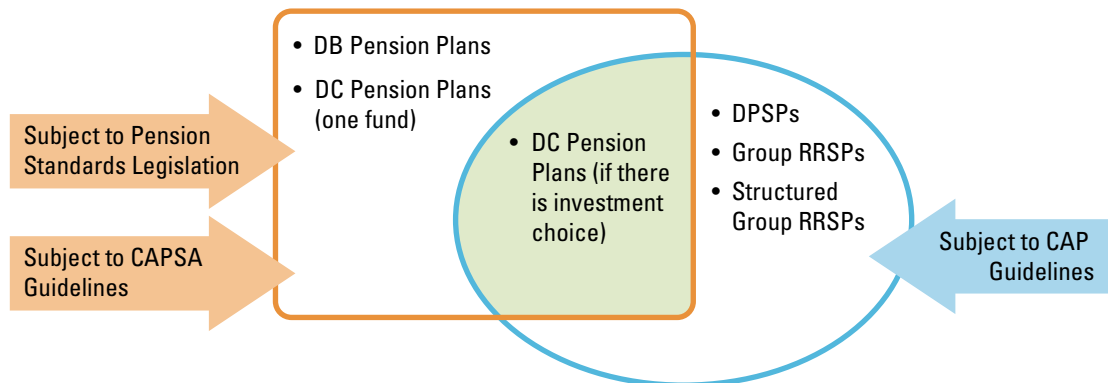 • DB Pension Plans
• DC Pension Plans
(one fund)
Subject to Pension
Standards Legislation
Subject to CAPSA
Guidelines
• DC Pension
Plans (if there
is investment
choice)
• DPSPs
• Group RRSPs
• Structured
Group RRSPs
Subject to CAP
Guidelines